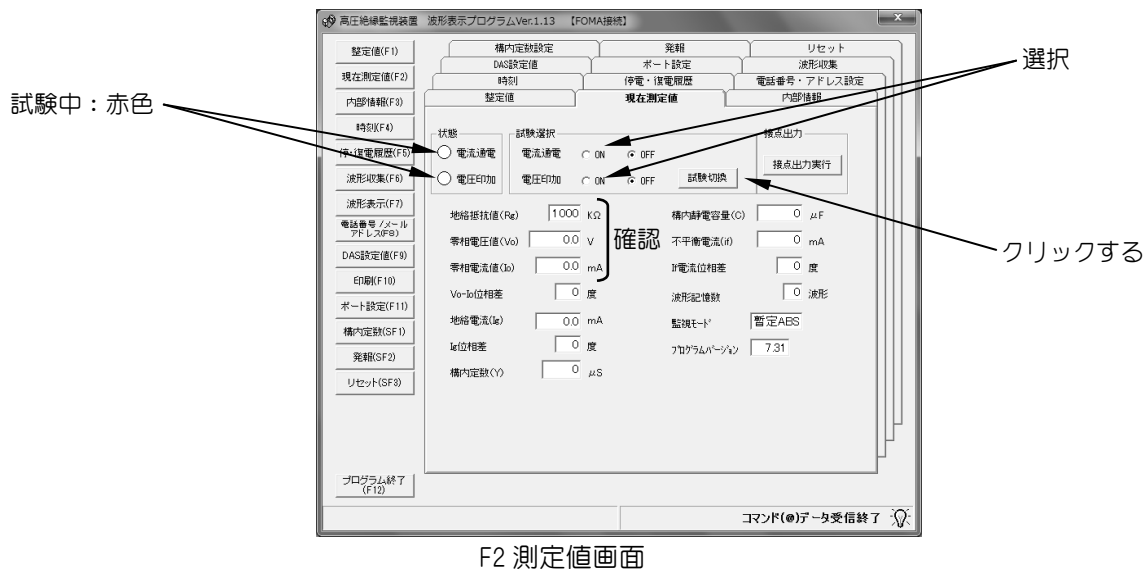 高圧絶縁監視装置 波形表示プログラムVer.1.13 【FOMA接続】
整定値(F1)
現在測定値(F2)
内部情報(F3)
時刻(F4)
停・復電履歴(F5)
波形収集(F6)
波形表示(F7)
電話番号/メール
アドレス(F8)
DAS設定値(F9)
印刷(F10)
ポート設定(F11)
構内定数(SF1)
発報(SF2)
リセット(SF3)
プログラム終了
(F12)
構内定数設定 発報 リセット
DAS設定値 ポート設定 波形収集
時刻 停電・復電履歴 電話番号・アドレス設定
整定値 現在測定値 内部情報
選択
試験中：赤色
状態 試験選択 接点出力
電流通電 電流通電 ON OFF
接点出力実行
電圧印加 電圧印加 ON OFF 試験切換
クリックする
確認
地絡抵抗値(Rg) 1000 KΩ
零相電圧値(Vo) 0.0 V
零相電流値(Io) 0.0 mA
Vo-Io位相差 0 度
地絡電流(Ig) 0.0 mA
Ig位相差 0 度
構内定数(Y) 0 μS
構内静電容量(C) 0 μF
不平衡電流(If) 0 mA
If電流位相差 0 度
波形記憶数 0 波形
監視モード 暫定ABS
プログラムバージョン 7.31
コマンド(@)データ受信終了
F2 測定値画面